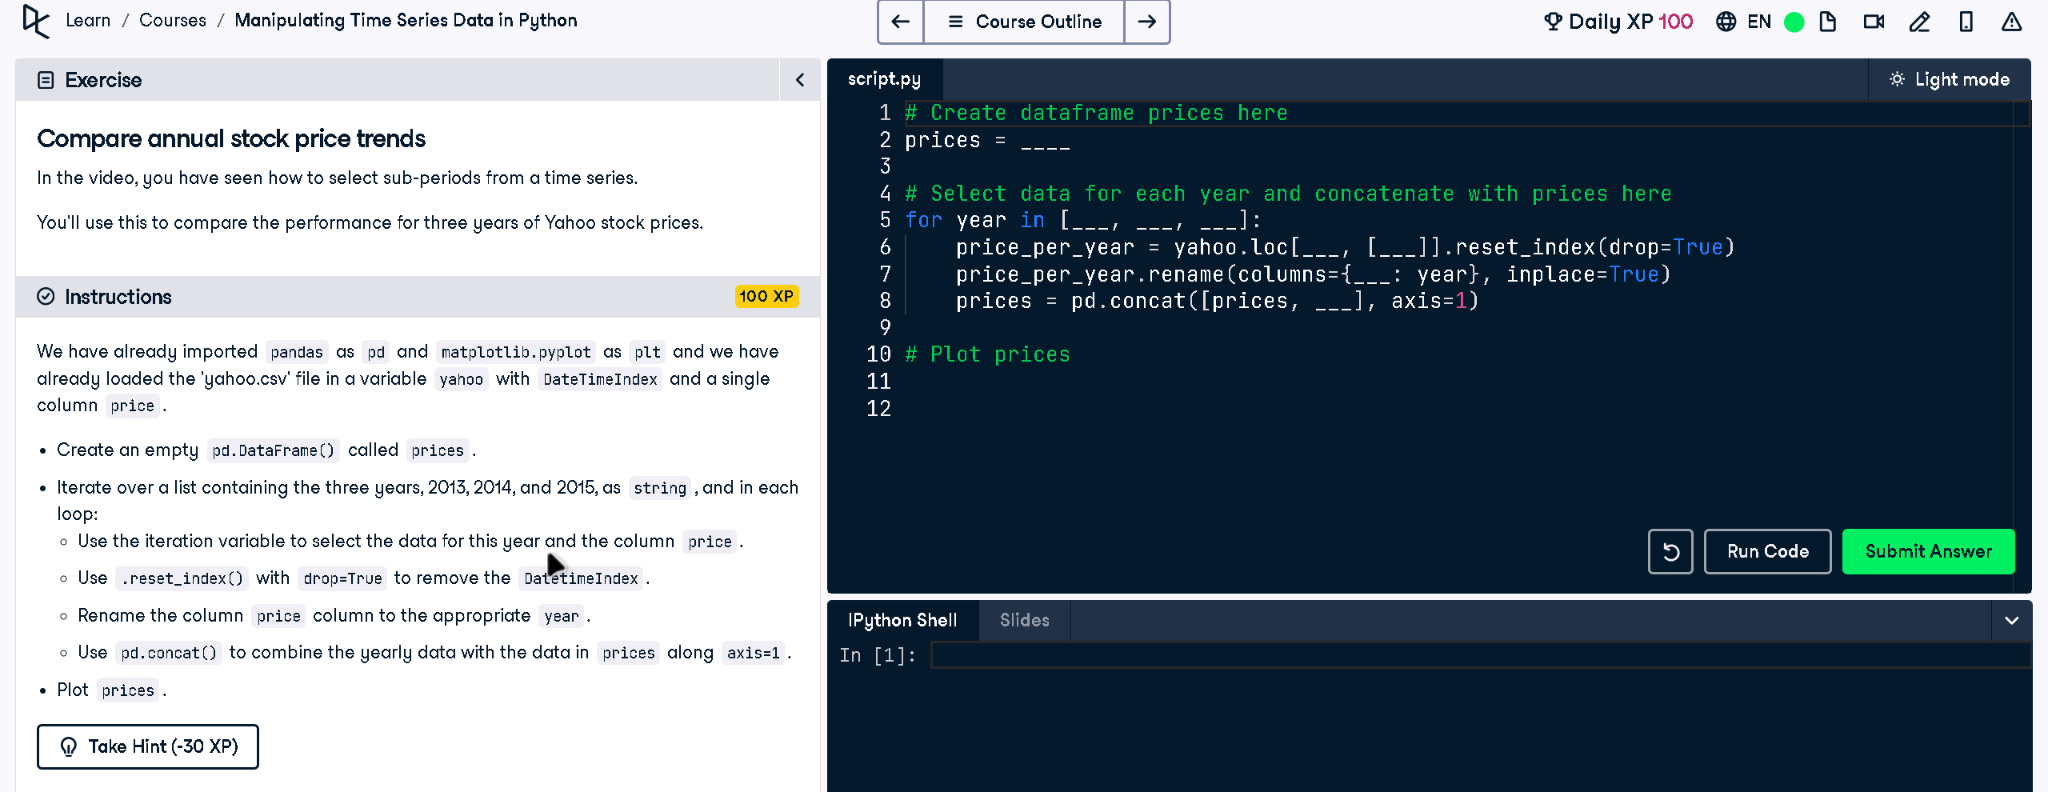 Learn / Courses / Manipulating Time Series Data in Python
Course Outline
Daily XP 100
EN
Exercise
Compare annual stock price trends
In the video, you have seen how to select sub-periods from a time series.
You'll use this to compare the performance for three years of Yahoo stock prices.
Instructions
100 XP
We have already imported pandas as pd and matplotlib.pyplot as plt and we have
already loaded the 'yahoo.csv' file in a variable yahoo with DateTimeIndex and a single
column price .
• Create an empty pd.DataFrame() called prices .
• Iterate over a list containing the three years, 2013, 2014, and 2015, as string , and in each
loop:
◦ Use the iteration variable to select the data for this year and the column price .
◦ Use .reset_index() with drop=True to remove the DatetimeIndex .
◦ Rename the column price column to the appropriate year .
◦ Use pd.concat() to combine the yearly data with the data in prices along axis=1 .
• Plot prices .
Take Hint (-30 XP)
script.py
Light mode
1 # Create dataframe prices here
2 prices = ____
3
4 # Select data for each year and concatenate with prices here
5 for year in [___, ___, ___]:
6     price_per_year = yahoo.loc[___, [___]].reset_index(drop=True)
7     price_per_year.rename(columns={___: year}, inplace=True)
8     prices = pd.concat([prices, ___], axis=1)
9
10 # Plot prices
11
12
Run Code
Submit Answer
IPython Shell
Slides
In [1]: